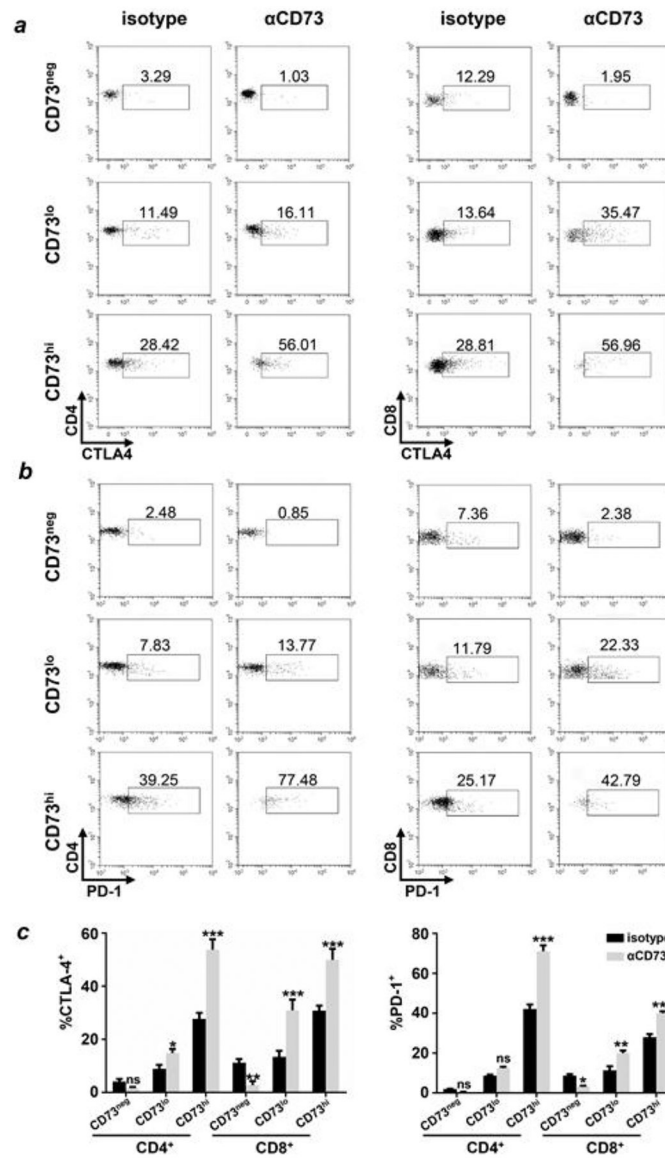 a
isotype αCD73 isotype αCD73
CD73neg 3.29 1.03 12.29 1.95
CD73lo 11.49 16.11 13.64 35.47
CD73hi 28.42 56.01 28.81 56.96
CD4 CD8
CTLA4 CTLA4
b
CD73neg 2.48 0.85 7.36 2.38
CD73lo 7.83 13.77 11.79 22.33
CD73hi 39.25 77.48 25.17 42.79
CD4 CD8
PD-1 PD-1
c
%CTLA-4+
60
40
20
0
ns * *** ** *** ***
CD73neg CD73lo CD73hi CD73neg CD73lo CD73hi
CD4+ CD8+
%PD-1+
80
60
40
20
0
ns ns *** * ** **
isotype
αCD73
CD73neg CD73lo CD73hi CD73neg CD73lo CD73hi
CD4+ CD8+